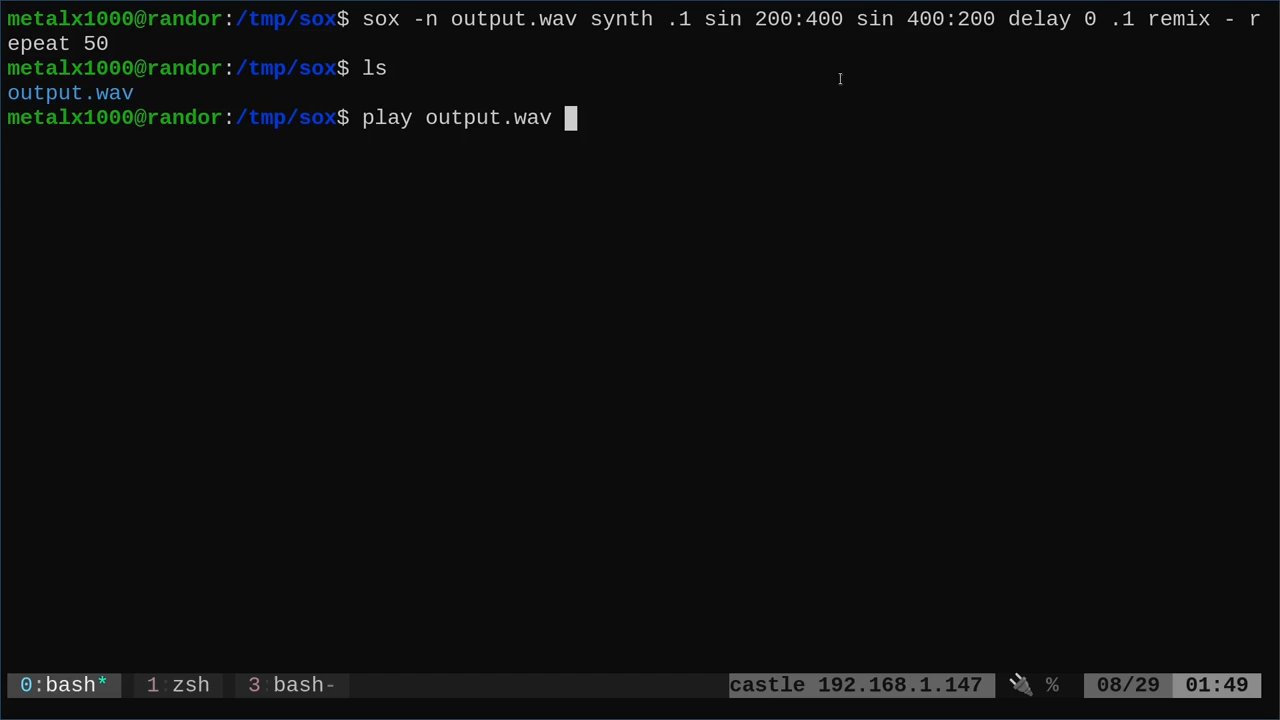 metalx1000@randor:/tmp/sox$ sox -n output.wav synth .1 sin 200:400 sin 400:200 delay 0 .1 remix - r
epeat 50
metalx1000@randor:/tmp/sox$ ls
output.wav
metalx1000@randor:/tmp/sox$ play output.wav
0:bash* 1:zsh 3:bash- castle 192.168.1.147 🔌 % 08/29 01:49